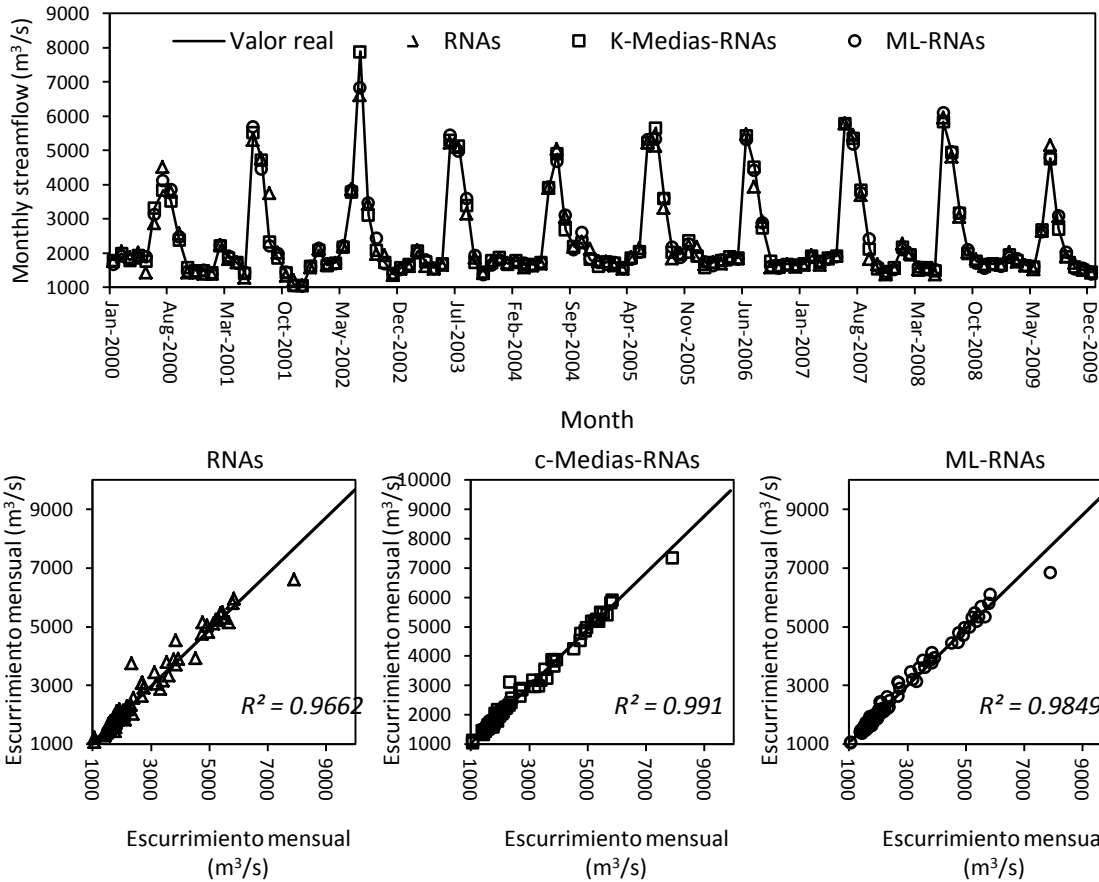 9000
8000
7000
6000
5000
4000
3000
2000
1000
Monthly streamflow (m³/s)
Valor real
RNAs
K-Medias-RNAs
ML-RNAs
Jan-2000
Aug-2000
Mar-2001
Oct-2001
May-2002
Dec-2002
Jul-2003
Feb-2004
Sep-2004
Apr-2005
Nov-2005
Jun-2006
Jan-2007
Aug-2007
Mar-2008
Oct-2008
May-2009
Dec-2009
Month
RNAs
9000
7000
5000
3000
1000
Escurrimiento mensual (m³/s)
R² = 0.9662
1000
3000
5000
7000
9000
Escurrimiento mensual
(m³/s)
c-Medias-RNAs
10000
9000
8000
7000
6000
5000
4000
3000
2000
1000
Escurrimiento mensual (m³/s)
R² = 0.991
1000
3000
5000
7000
9000
Escurrimiento mensual
(m³/s)
ML-RNAs
9000
7000
5000
3000
1000
Escurrimiento mensual (m³/s)
R² = 0.9849
1000
3000
5000
7000
9000
Escurrimiento mensual
(m³/s)